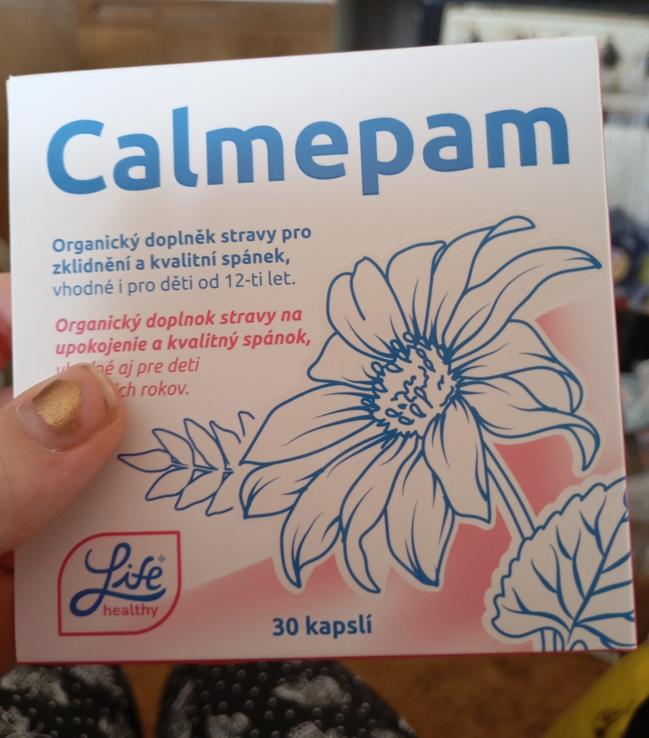 Calmepam
Organický doplněk stravy pro
zklidnění a kvalitní spánek,
vhodné i pro děti od 12-ti let.
Organický doplnok stravy na
upokojenie a kvalitný spánok,
aj pre deti
rokov.
Life
healthy
30 kapslí